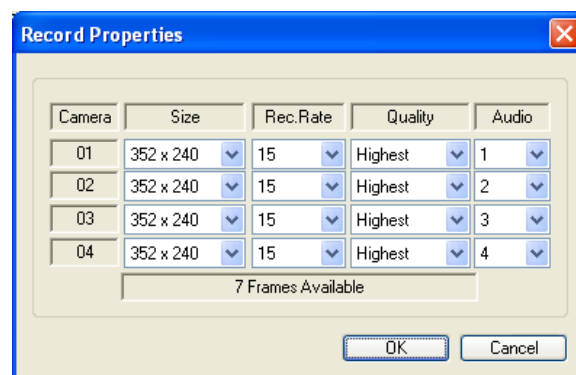 Record Properties
Camera Size Rec.Rate Quality Audio
01 352 x 240 15 Highest 1
02 352 x 240 15 Highest 2
03 352 x 240 15 Highest 3
04 352 x 240 15 Highest 4
7 Frames Available
OK Cancel